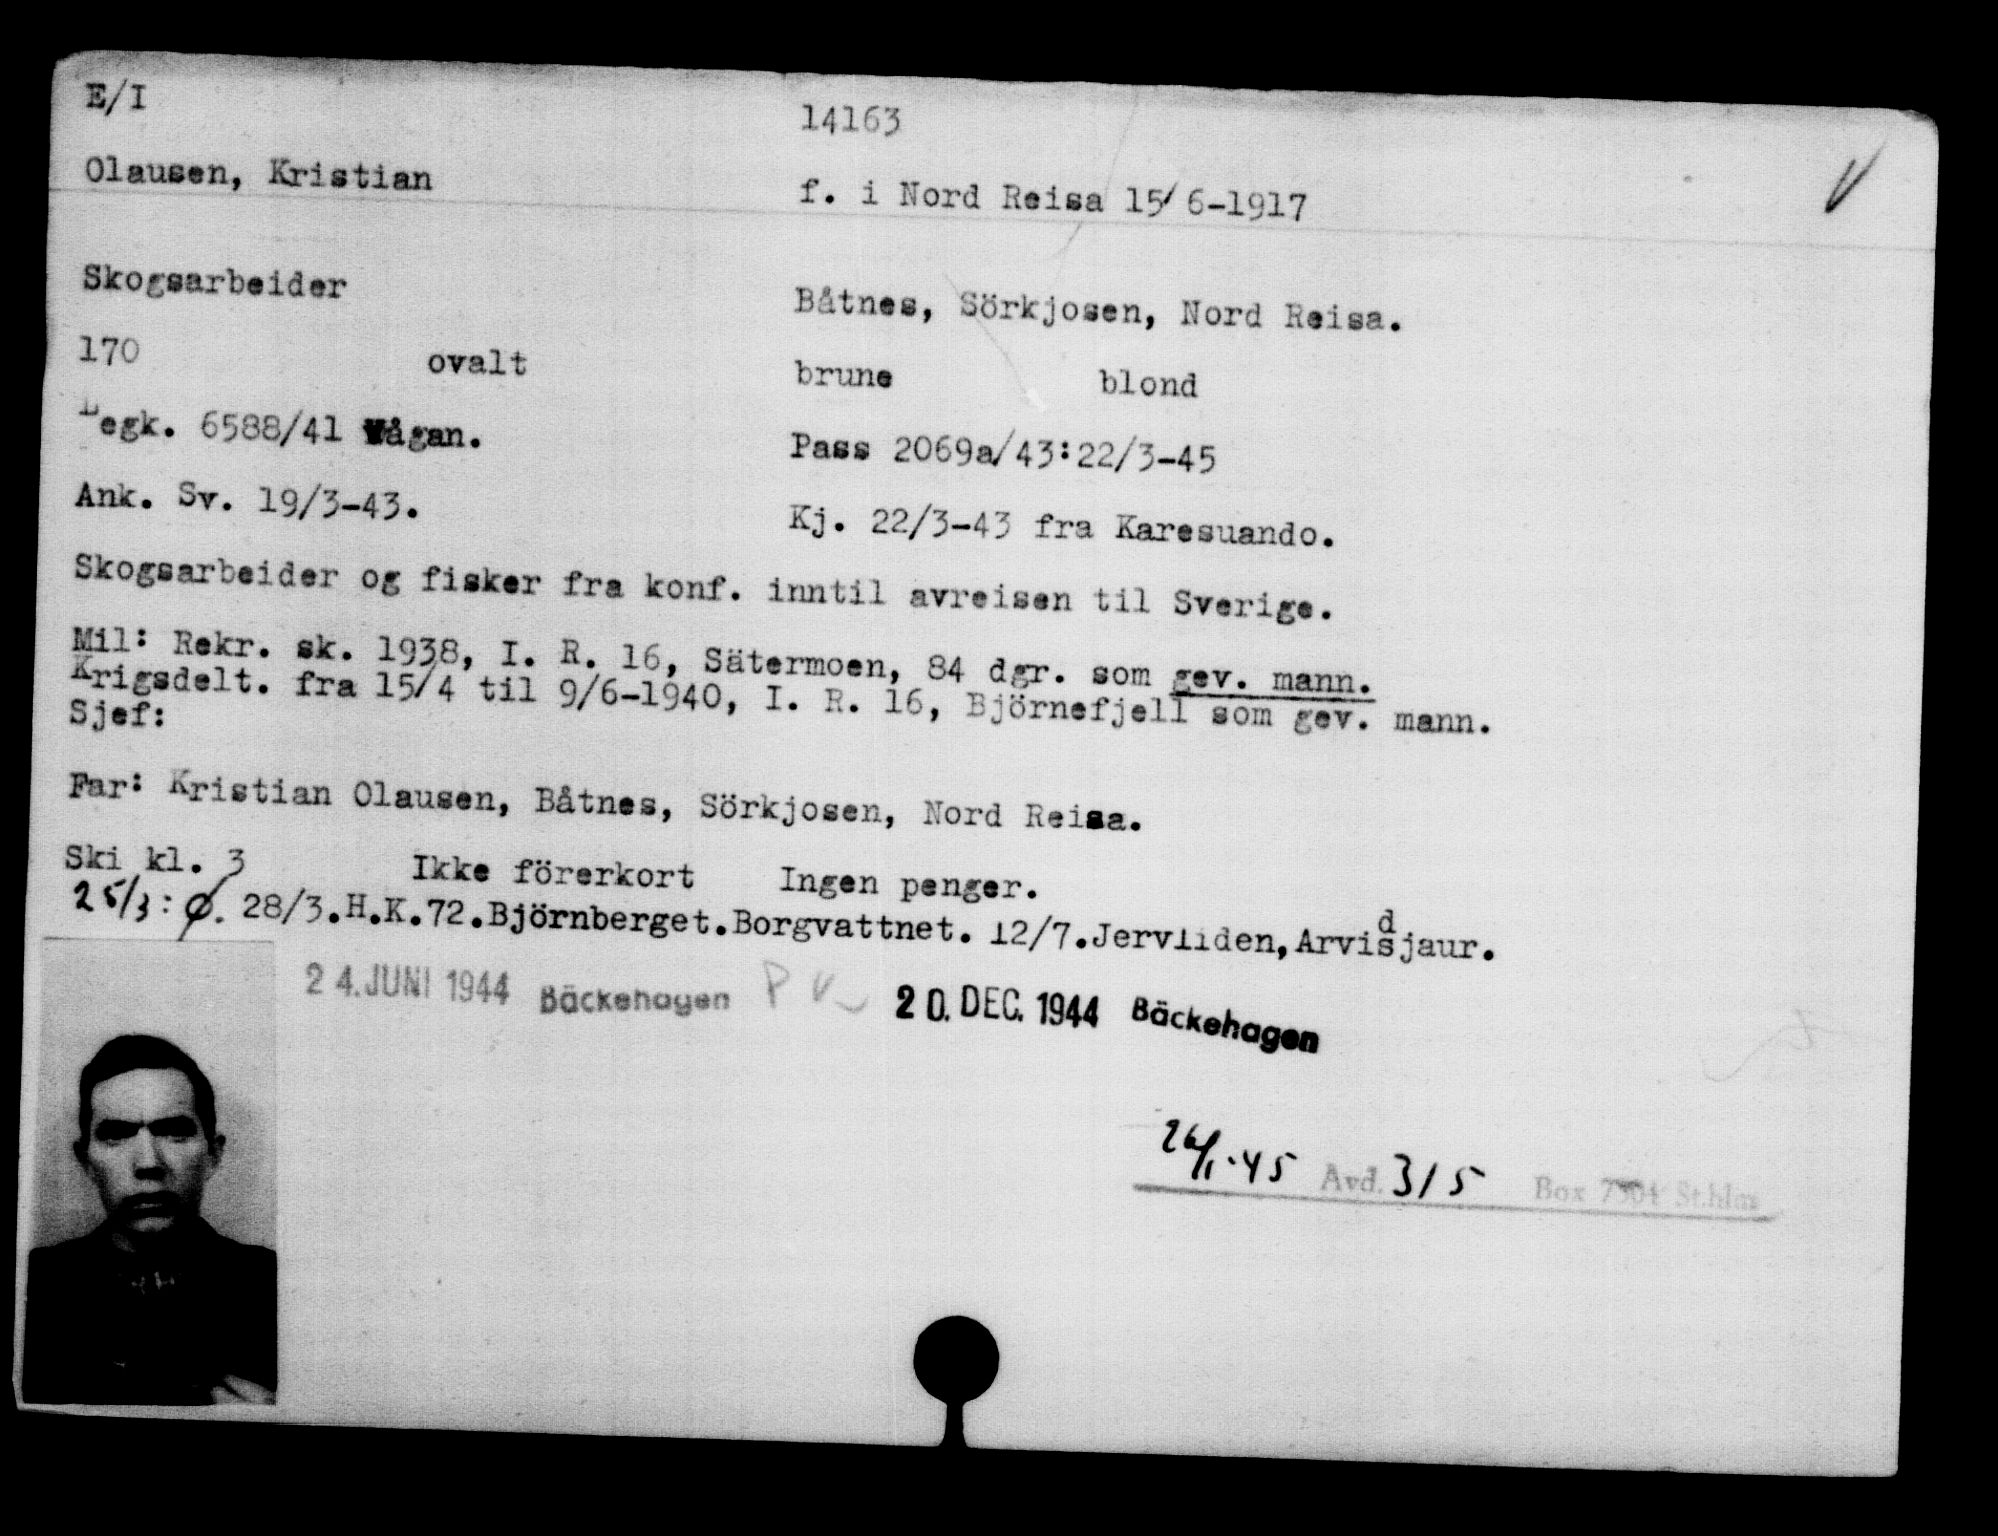 E/I 14163
Olausen, Kristian f. i Nord Reisa 15/6-1917
Skogsarbeider Båtnes, Sörkjosen, Nord Reisa.
170 ovalt brune blond
Legk. 6588/41 Vågan. Pass 2069a/43:22/3-45
Ank. Sv. 19/3-43. Kj. 22/3-43 fra Karesuando.
Skogsarbeider og fisker fra konf. inntil avreisen til Sverige.
Mil: Rekr. sk. 1938, I. R. 16, Sätermoen, 84 dgr. som gev. mann.
Krigsdelt. fra 15/4 til 9/6-1940, I. R. 16, Björnefjell som gev. mann.
Sjef:
Far: Kristian Olausen, Båtnes, Sörkjosen, Nord Reisa.
Ski kl. 3 Ikke förerkort Ingen penger.
25/3: Ø. 28/3.H.K.72.Björnberget.Borgvattnet. 12/7.Jervliden,Arvidsjaur.
24. JUNI 1944 Bäckehagen 20. DEC. 1944 Bäckehagen
26/1-45 Avd. 315 Box St.hlm